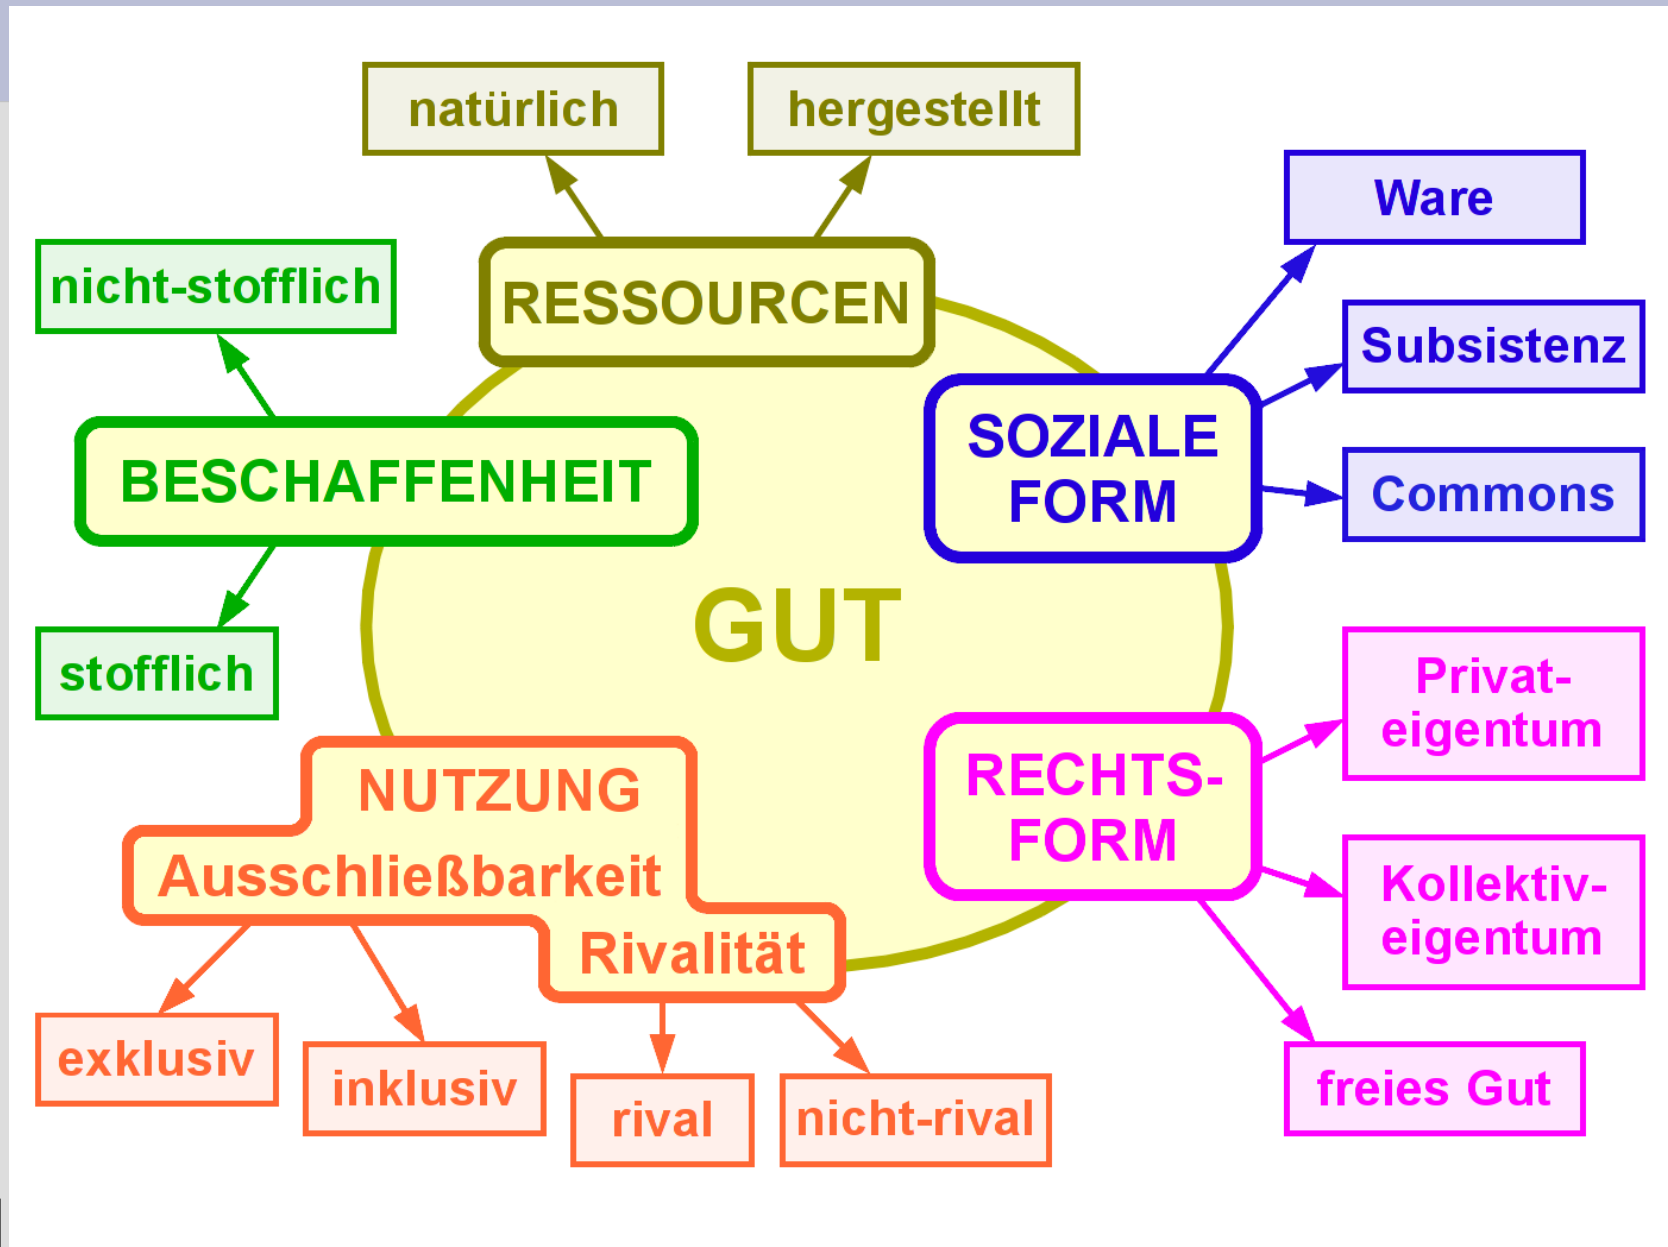 natürlich
hergestellt
Ware
nicht-stofflich
RESSOURCEN
Subsistenz
SOZIALE
FORM
BESCHAFFENHEIT
Commons
GUT
stofflich
Privat-
eigentum
NUTZUNG
Ausschließbarkeit
Rivalität
RECHTS-
FORM
Kollektiv-
eigentum
exklusiv
inklusiv
rival
nicht-rival
freies Gut